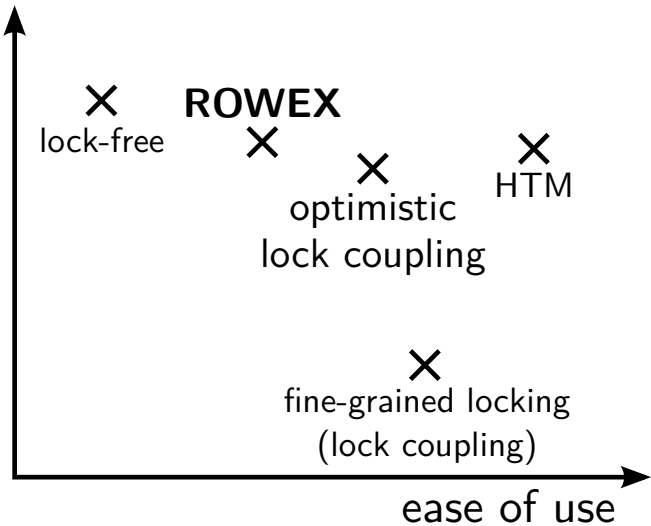 ROWEX
lock-free
HTM
optimistic
lock coupling
fine-grained locking
(lock coupling)
ease of use